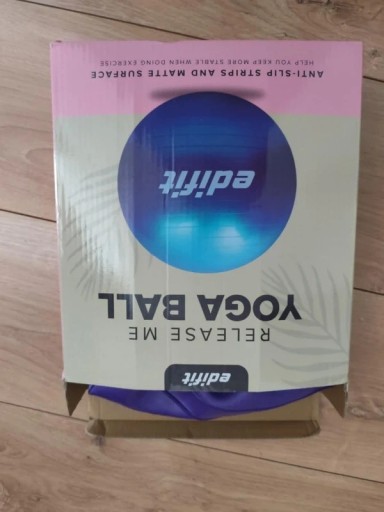 edifit
RELEASE ME
YOGA BALL
edifit
HELP YOU KEEP MORE STABLE WHEN DOING EXERCISE
ANTI-SLIP STRIPS AND MATTE SURFACE